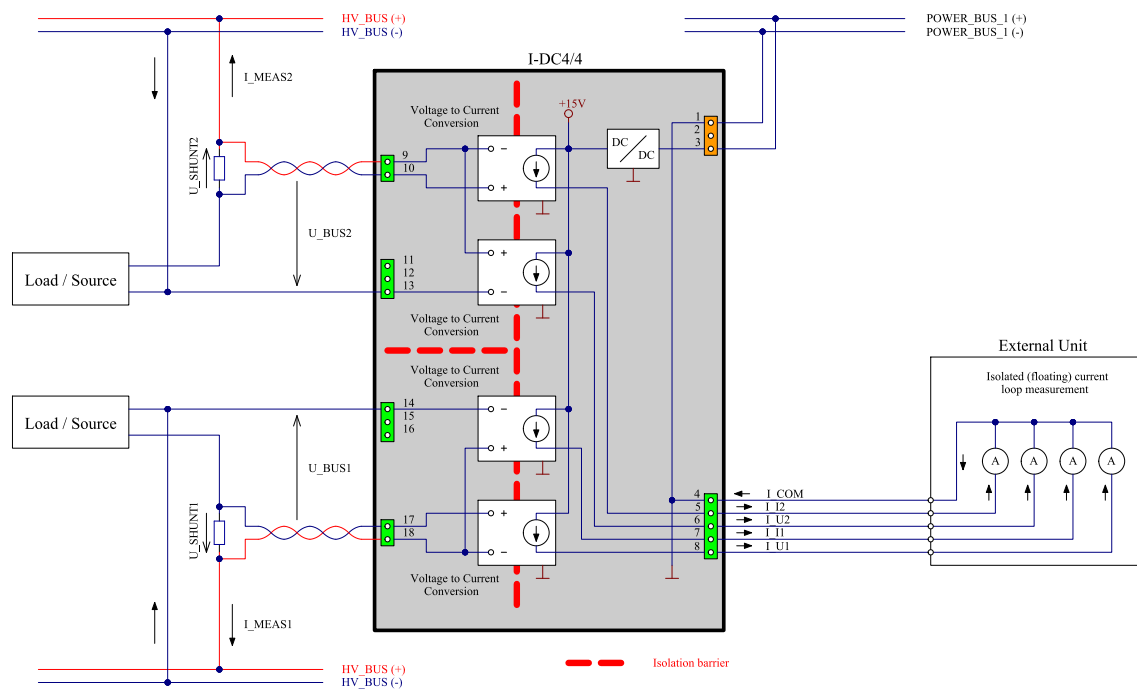 HV_BUS (+)
HV_BUS (-)
POWER_BUS_1 (+)
POWER_BUS_1 (-)
I-DC4/4
I_MEAS2
Voltage to Current
Conversion
+15V
1
2
3
DC
DC
U_SHUNT2
9
10
−
+
U_BUS2
11
12
13
+
−
Load / Source
Voltage to Current
Conversion
External Unit
Isolated (floating) current
loop measurement
Voltage to Current
Conversion
Load / Source
14
15
16
−
+
U_BUS1
A
A
A
A
4
5
6
7
8
I_COM
I_I2
I_U2
I_I1
I_U1
U_SHUNT1
17
18
+
−
Voltage to Current
Conversion
I_MEAS1
HV_BUS (+)
HV_BUS (-)
Isolation barrier